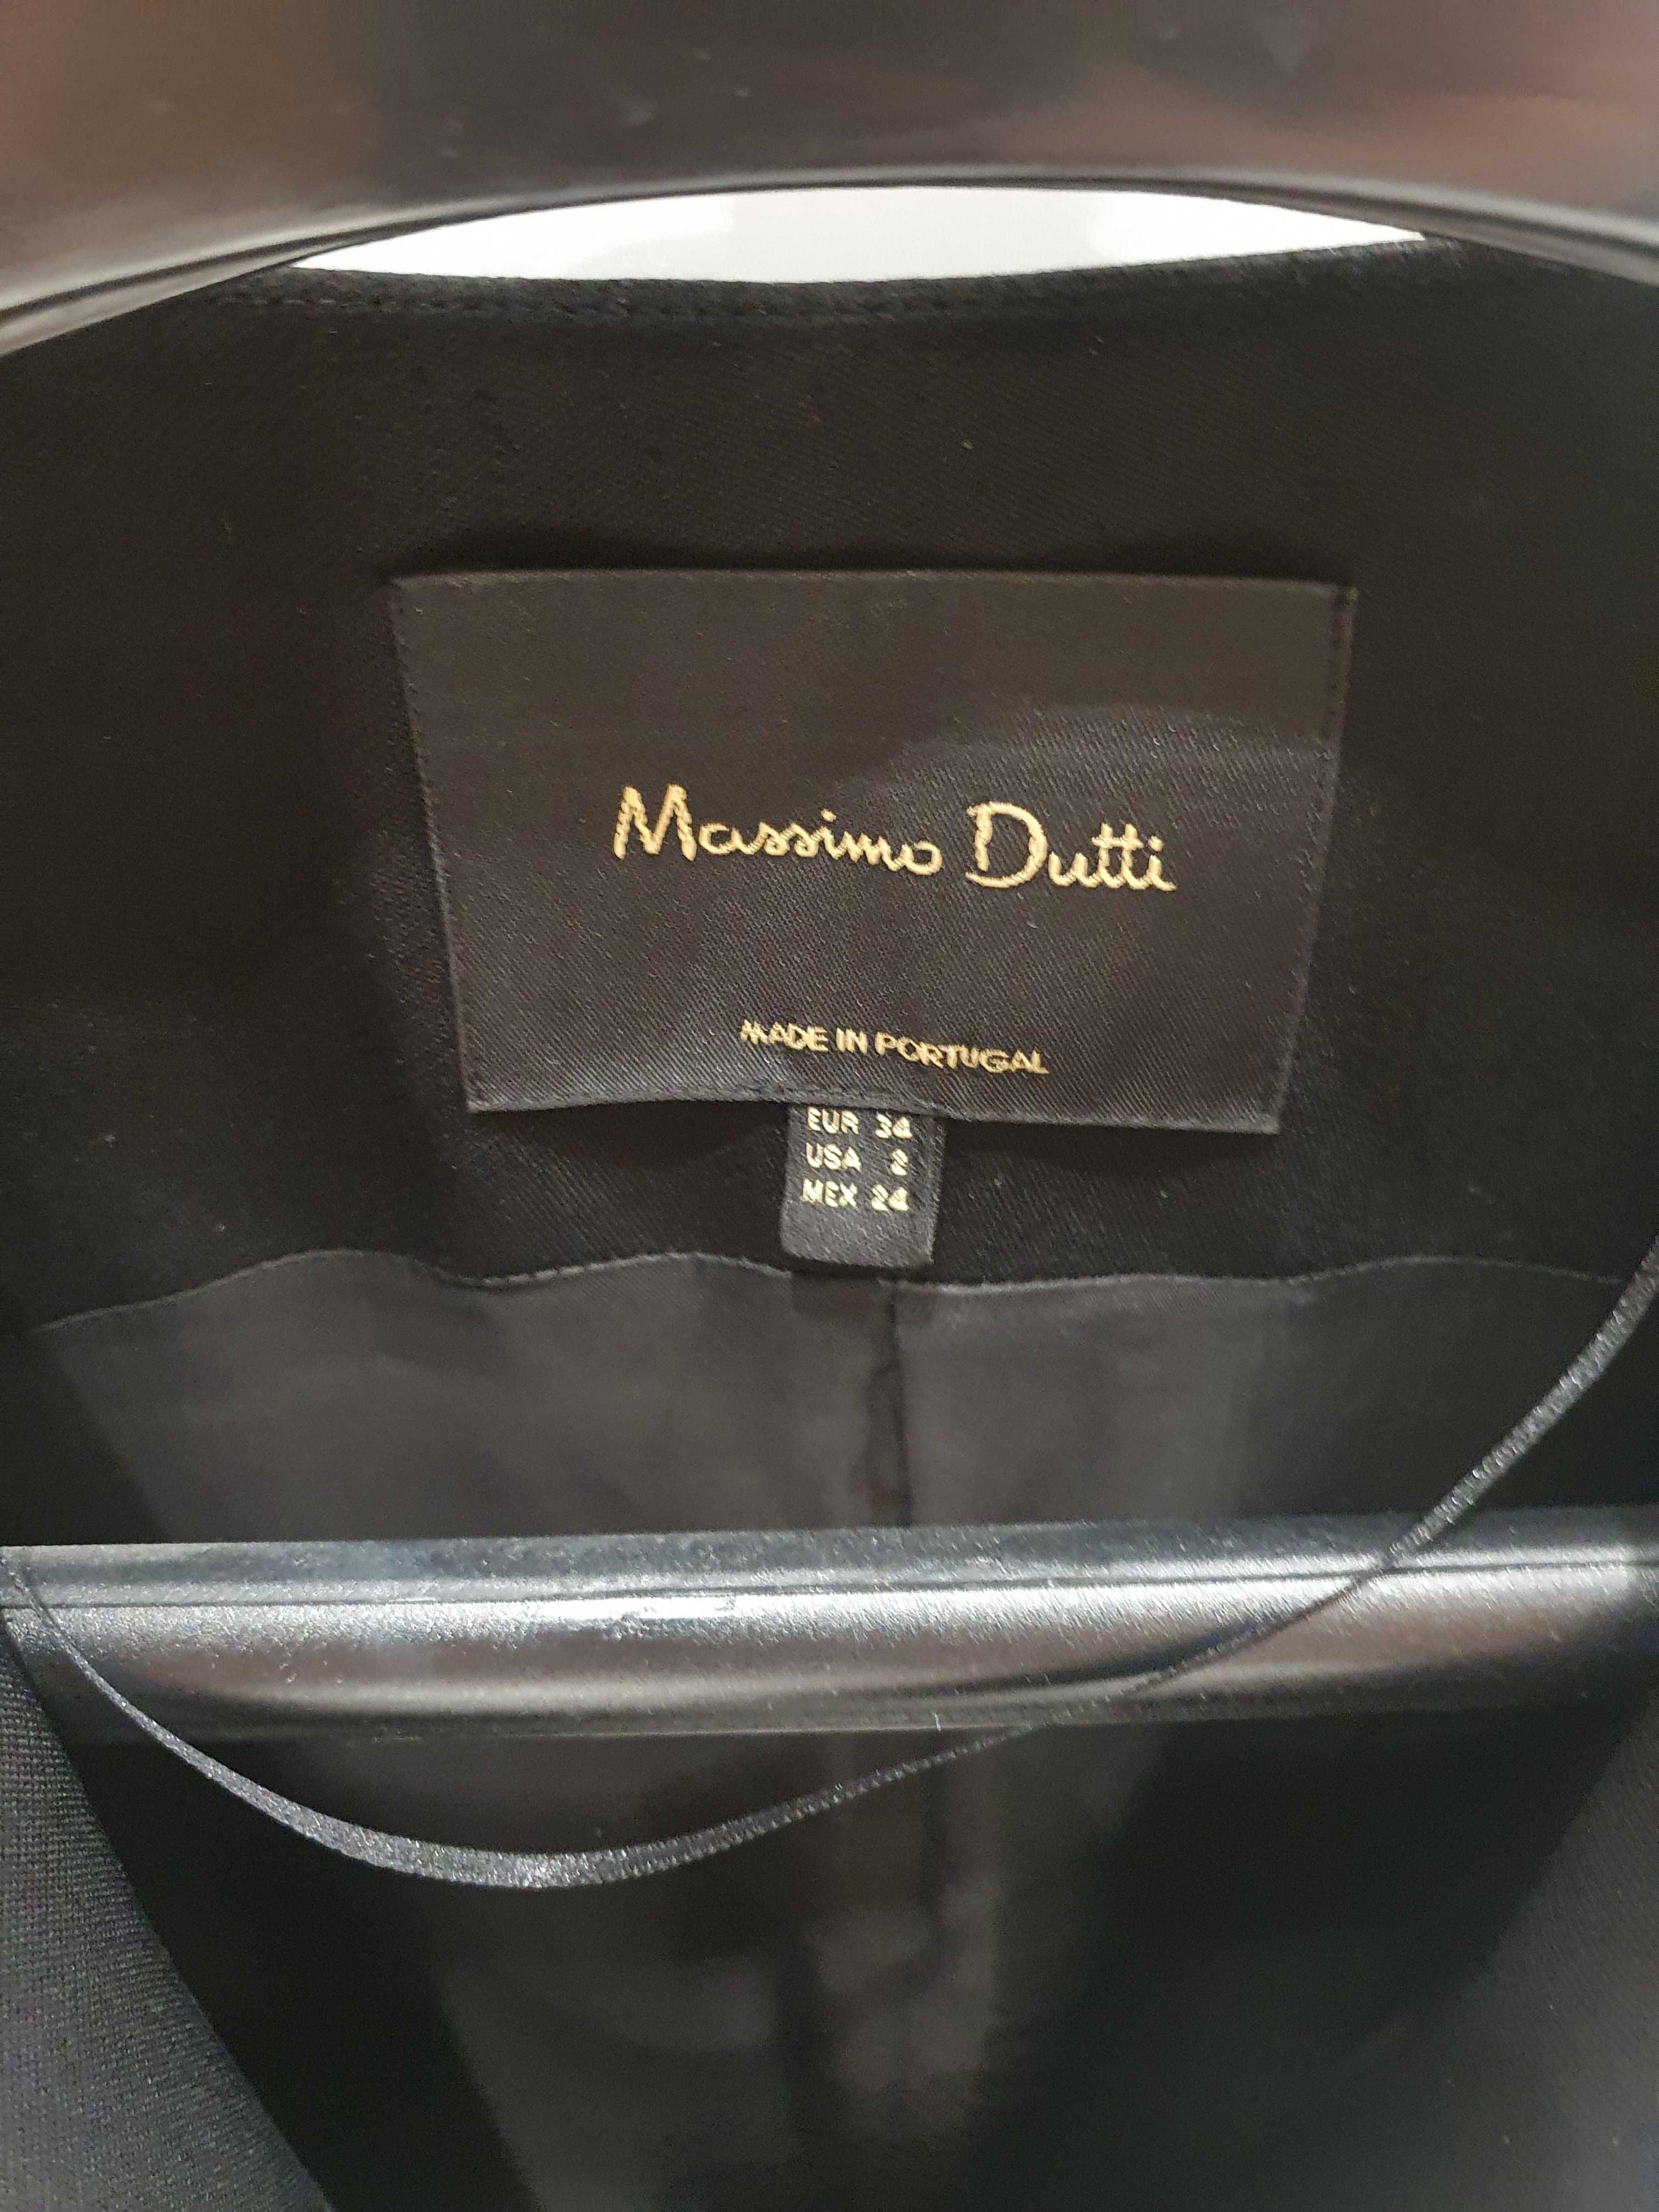 Massimo Dutti
MADE IN PORTUGAL
EUR 34
USA 2
MEX 24